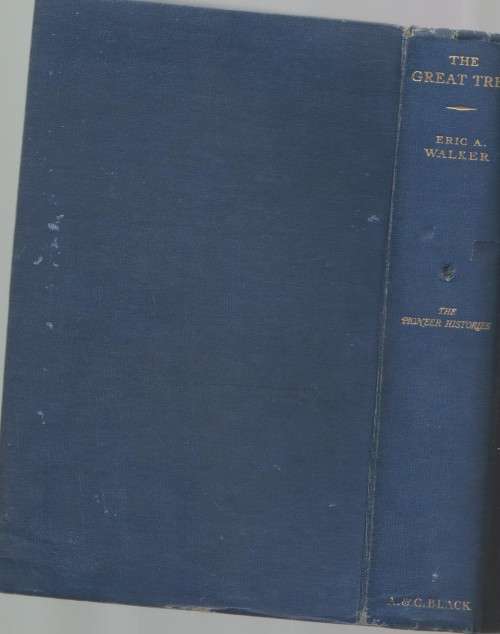 THE
GREAT TRE
ERIC A.
WALKER
THE
PIONEER HISTORIES
A. & C. BLACK